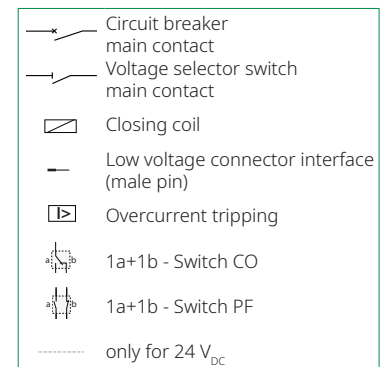 Circuit breaker
main contact
Voltage selector switch
main contact
Closing coil
Low voltage connector interface
(male pin)
I> Overcurrent tripping
a b 1a+1b - Switch CO
a b 1a+1b - Switch PF
only for 24 V_DC